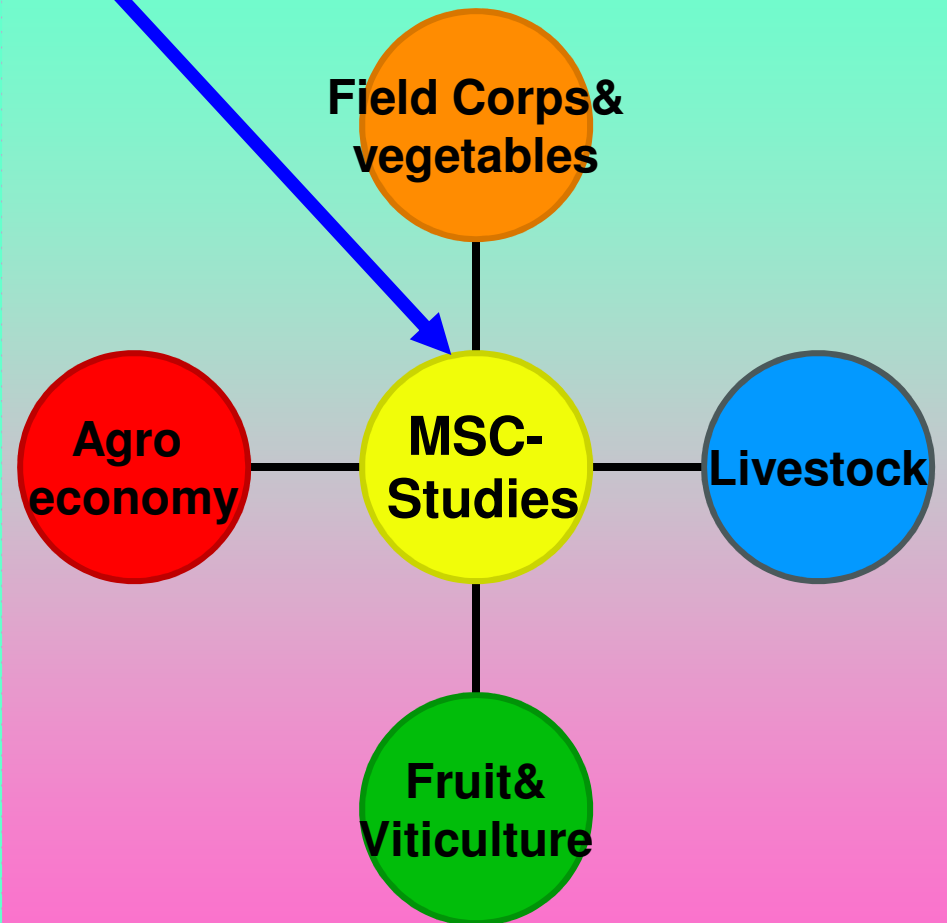 Field Corps&
vegetables
Agro
economy
MSC-
Studies
Livestock
Fruit&
Viticulture